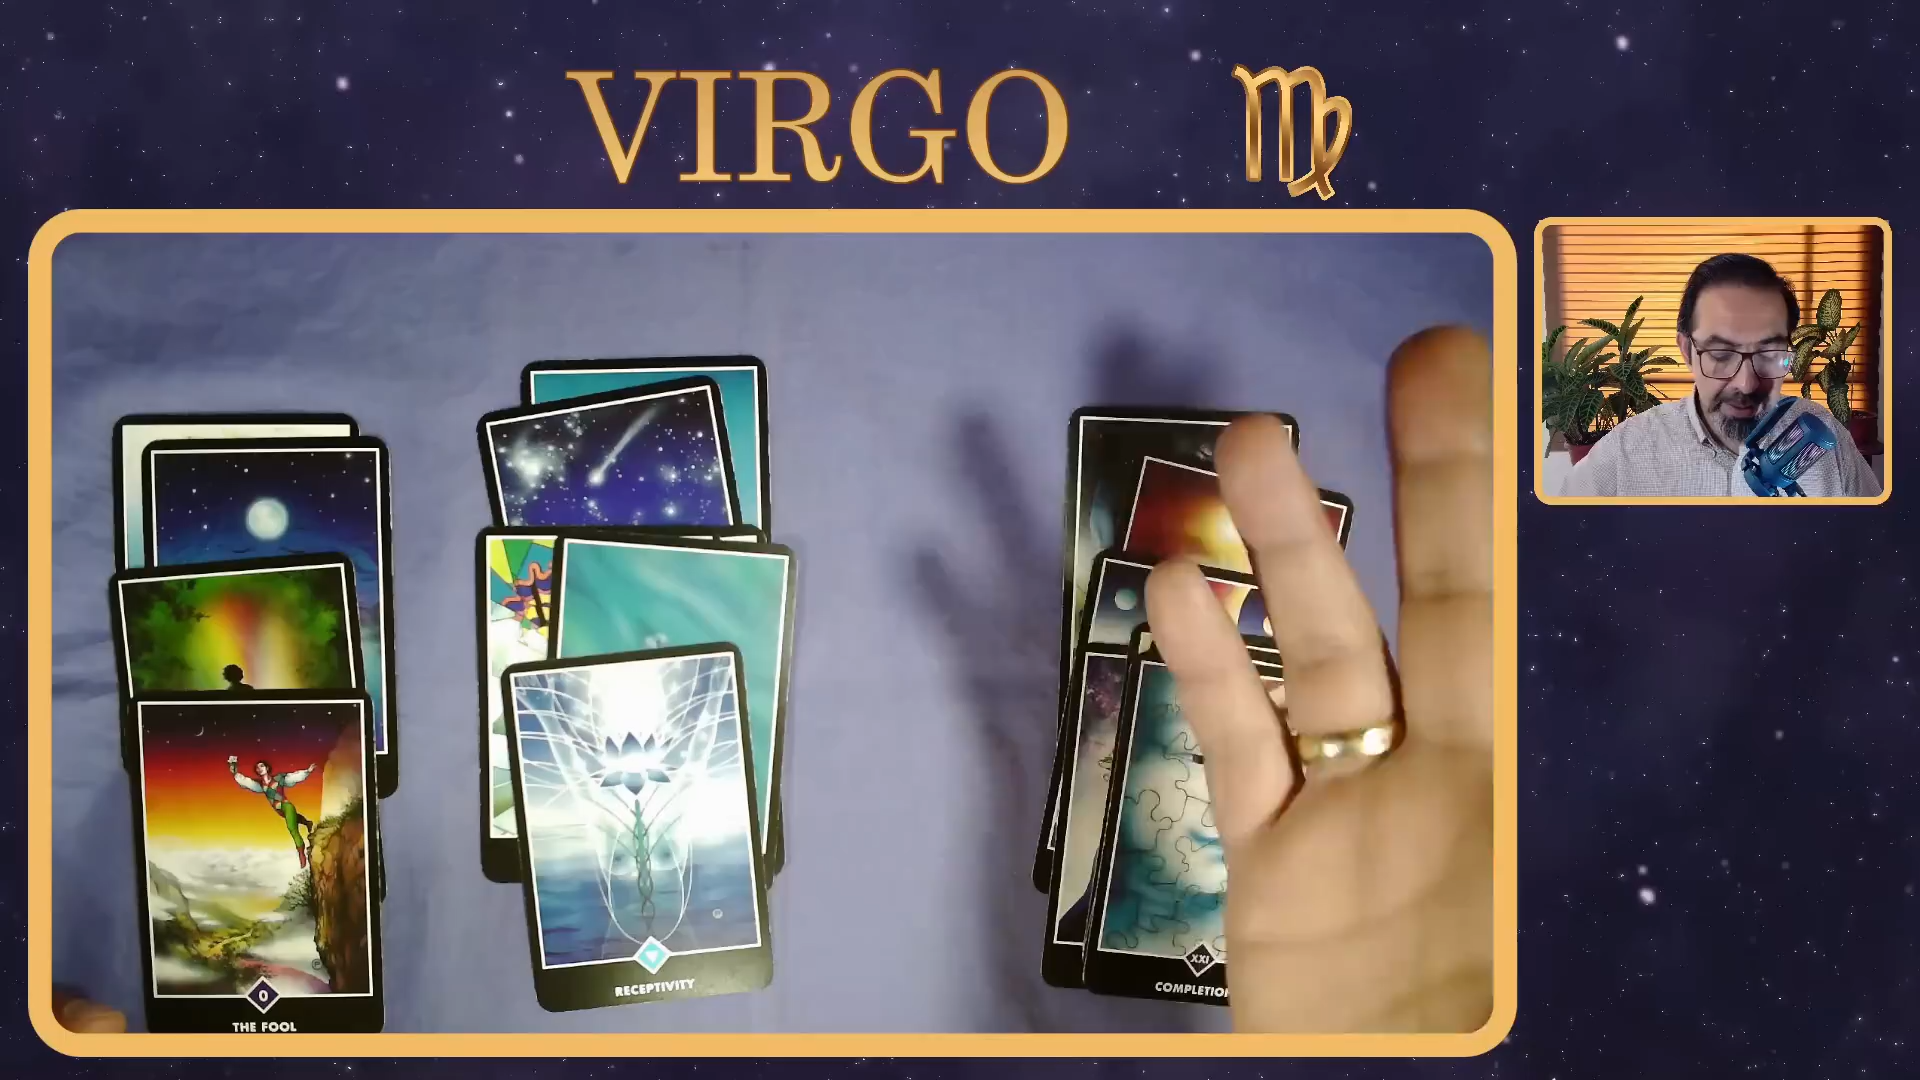 VIRGO ♍
0
THE FOOL
RECEPTIVITY
XXI
COMPLETION